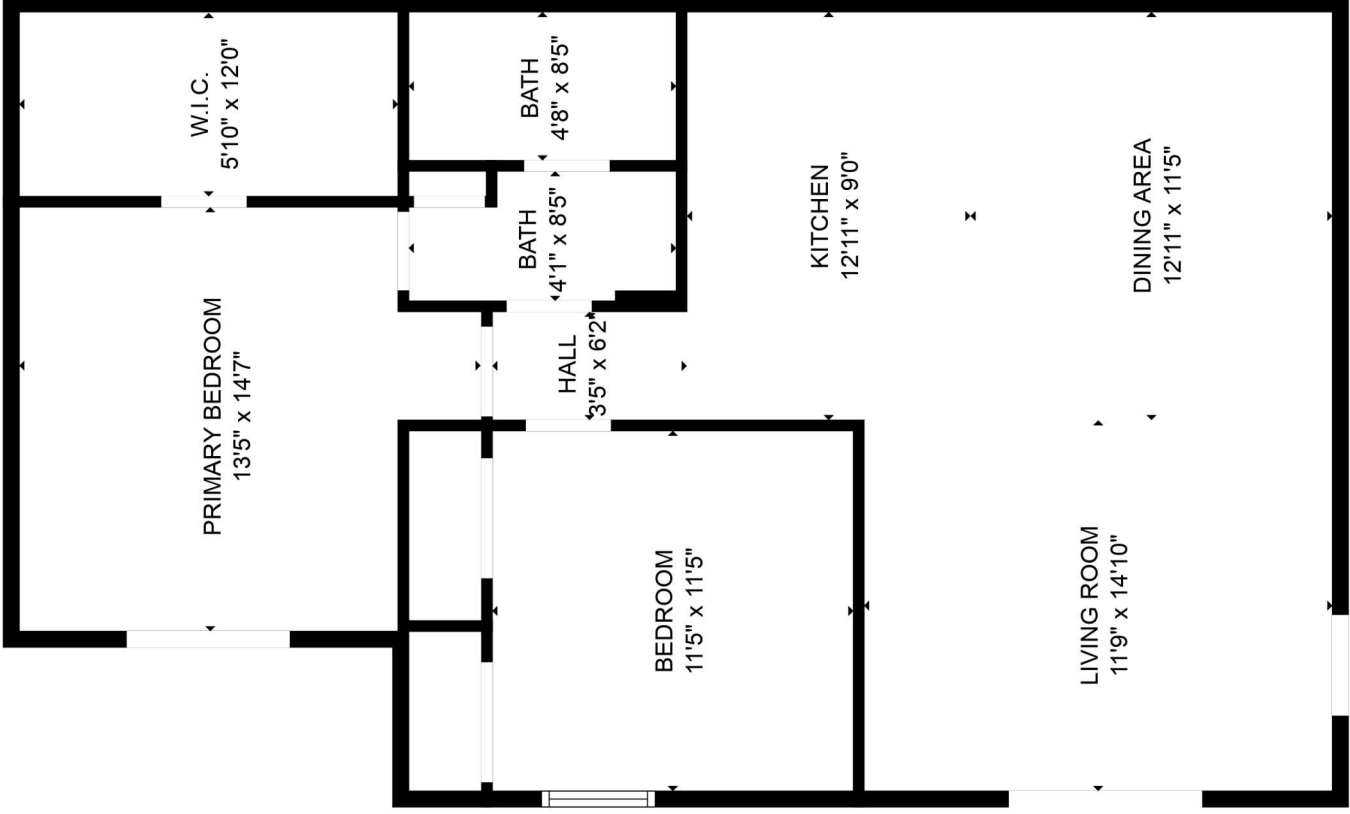 W.I.C.
5'10" x 12'0"
BATH
4'8" x 8'5"
BATH
4'1" x 8'5"
KITCHEN
12'11" x 9'0"
DINING AREA
12'11" x 11'5"
PRIMARY BEDROOM
13'5" x 14'7"
HALL
3'5" x 6'2"
BEDROOM
11'5" x 11'5"
LIVING ROOM
11'9" x 14'10"